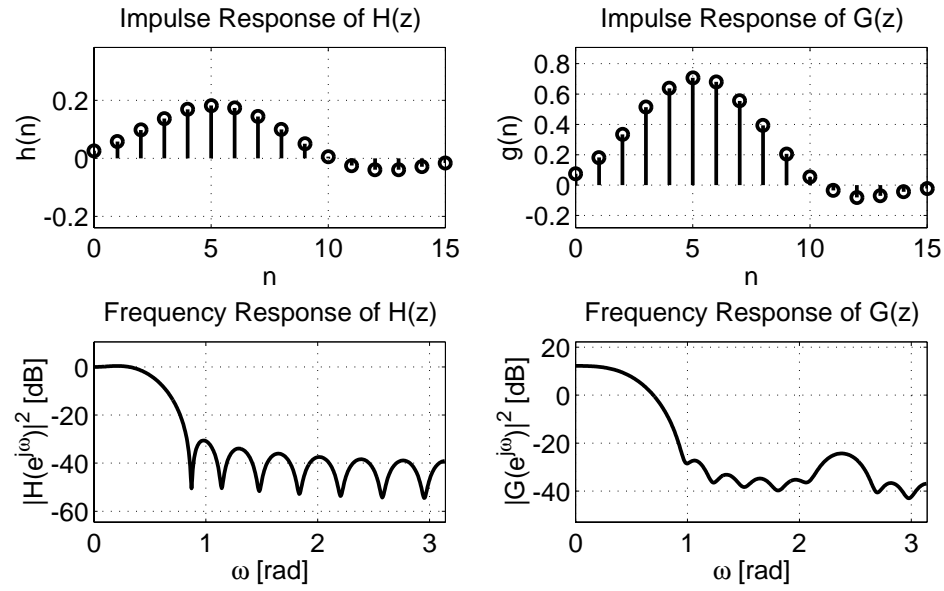 Impulse Response of H(z)
h(n)
0.2
0
-0.2
0 5 10 15
n
Impulse Response of G(z)
g(n)
0.8
0.6
0.4
0.2
0
-0.2
0 5 10 15
n
Frequency Response of H(z)
|H(e^{jω})|² [dB]
0
-20
-40
-60
0 1 2 3
ω [rad]
Frequency Response of G(z)
|G(e^{jω})|² [dB]
20
0
-20
-40
0 1 2 3
ω [rad]